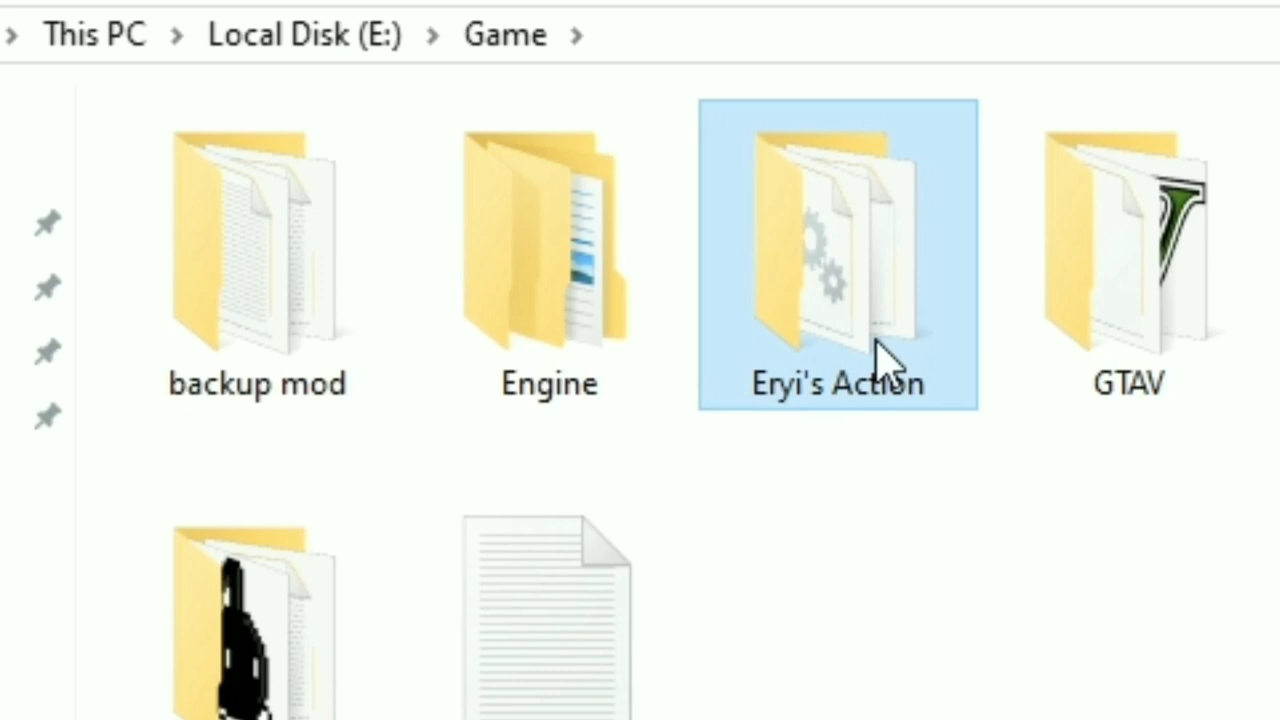 This PC > Local Disk (E:) > Game >
backup mod
Engine
Eryi's Action
GTAV